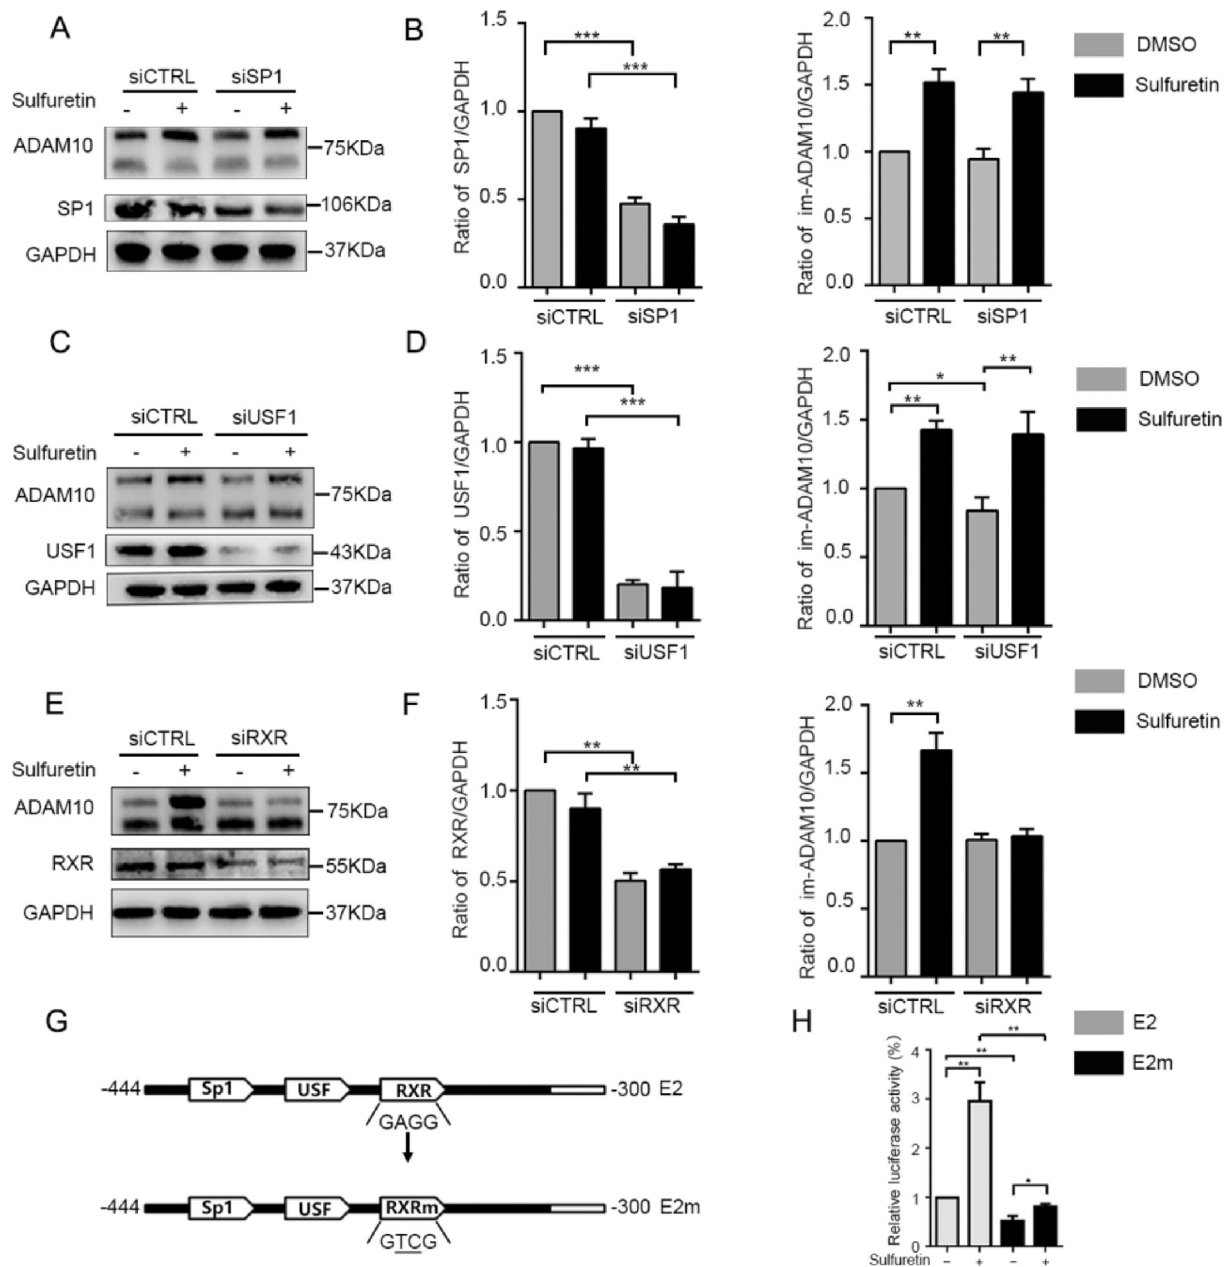 A
siCTRL siSP1
Sulfuretin - + - +
ADAM10
75KDa
SP1
106KDa
GAPDH
37KDa
B
Ratio of SP1/GAPDH
1.5
1.0
0.5
0.0
***
***
siCTRL siSP1
Ratio of im-ADAM10/GAPDH
2.0
1.5
1.0
0.5
0.0
** **
siCTRL siSP1
DMSO
Sulfuretin
C
siCTRL siUSF1
Sulfuretin - + - +
ADAM10
75KDa
USF1
43KDa
GAPDH
37KDa
D
Ratio of USF1/GAPDH
1.5
1.0
0.5
0.0
***
***
siCTRL siUSF1
Ratio of im-ADAM10/GAPDH
2.0
1.5
1.0
0.5
0.0
*
**
**
siCTRL siUSF1
DMSO
Sulfuretin
E
siCTRL siRXR
Sulfuretin - + - +
ADAM10
75KDa
RXR
55KDa
GAPDH
37KDa
F
Ratio of RXR/GAPDH
1.5
1.0
0.5
0.0
**
**
siCTRL siRXR
Ratio of im-ADAM10/GAPDH
2.0
1.5
1.0
0.5
0.0
**
siCTRL siRXR
DMSO
Sulfuretin
G
-444 Sp1 USF RXR -300 E2
GAGG
-444 Sp1 USF RXRm -300 E2m
GTCG
H
Relative luciferase activity (%)
4
3
2
1
0
**
**
**
*
Sulfuretin - + - +
E2
E2m